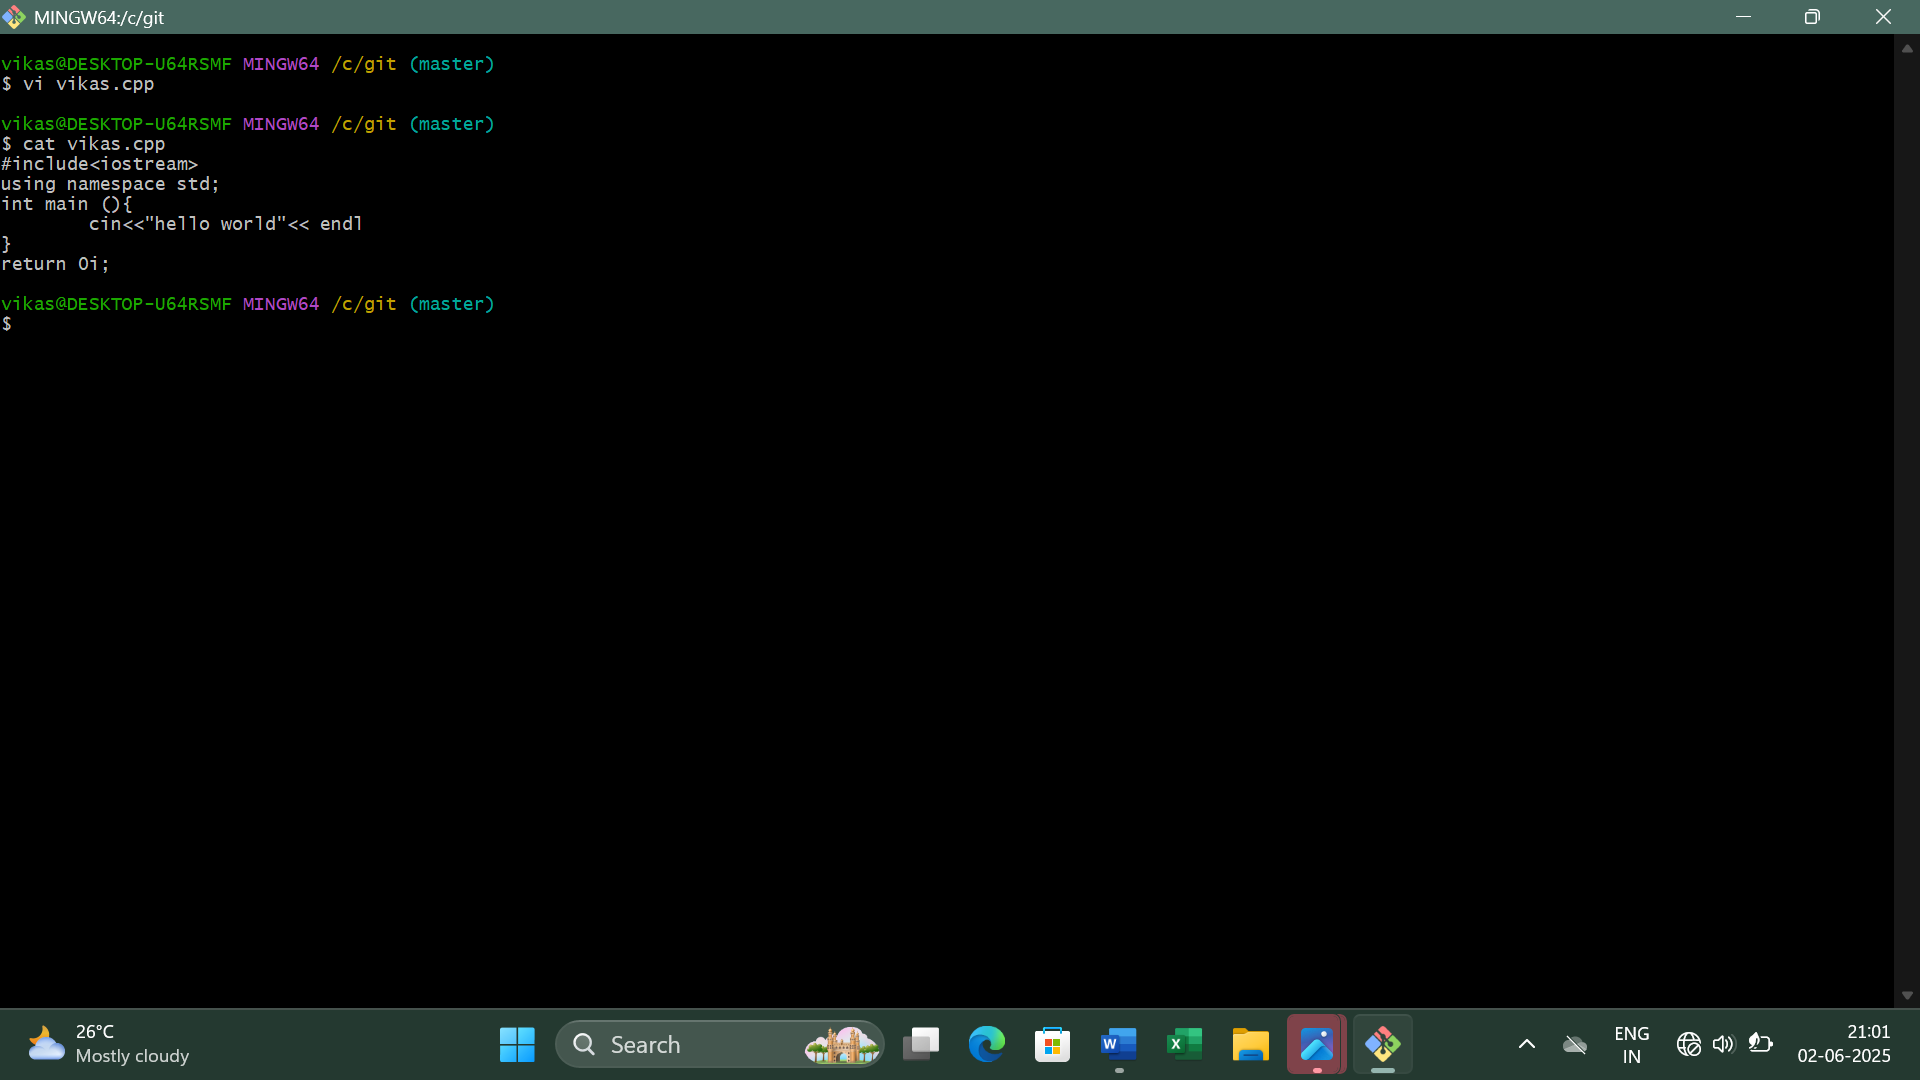 MINGW64:/c/git
vikas@DESKTOP-U64RSMF MINGW64 /c/git (master)
$ vi vikas.cpp
vikas@DESKTOP-U64RSMF MINGW64 /c/git (master)
$ cat vikas.cpp
#include<iostream>
using namespace std;
int main (){
        cin<<"hello world"<< endl
}
return 0i;
vikas@DESKTOP-U64RSMF MINGW64 /c/git (master)
$
26°C
Mostly cloudy
Search
ENG
IN
21:01
02-06-2025